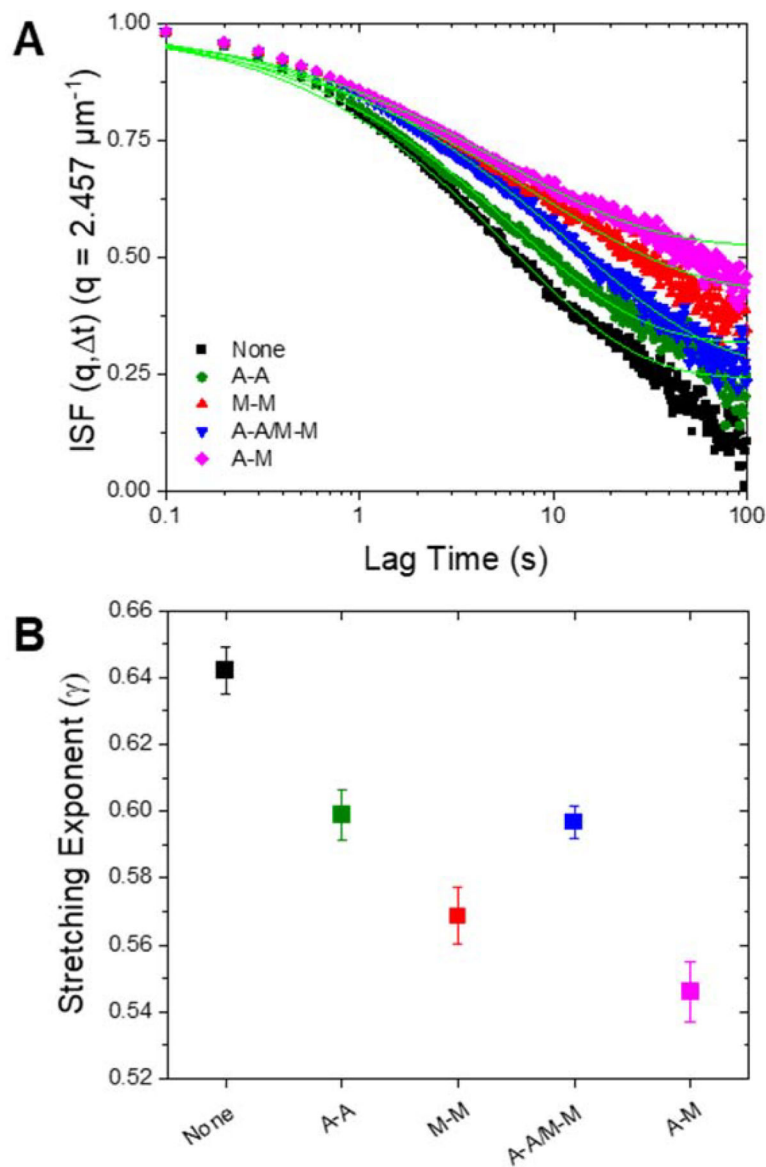 A
ISF (q,Δt) (q = 2.457 µm⁻¹)
1.00
0.75
0.50
0.25
0.00
None
A-A
M-M
A-A/M-M
A-M
0.1 1 10 100
Lag Time (s)
B
Stretching Exponent (γ)
0.66
0.64
0.62
0.60
0.58
0.56
0.54
0.52
None A-A M-M A-A/M-M A-M